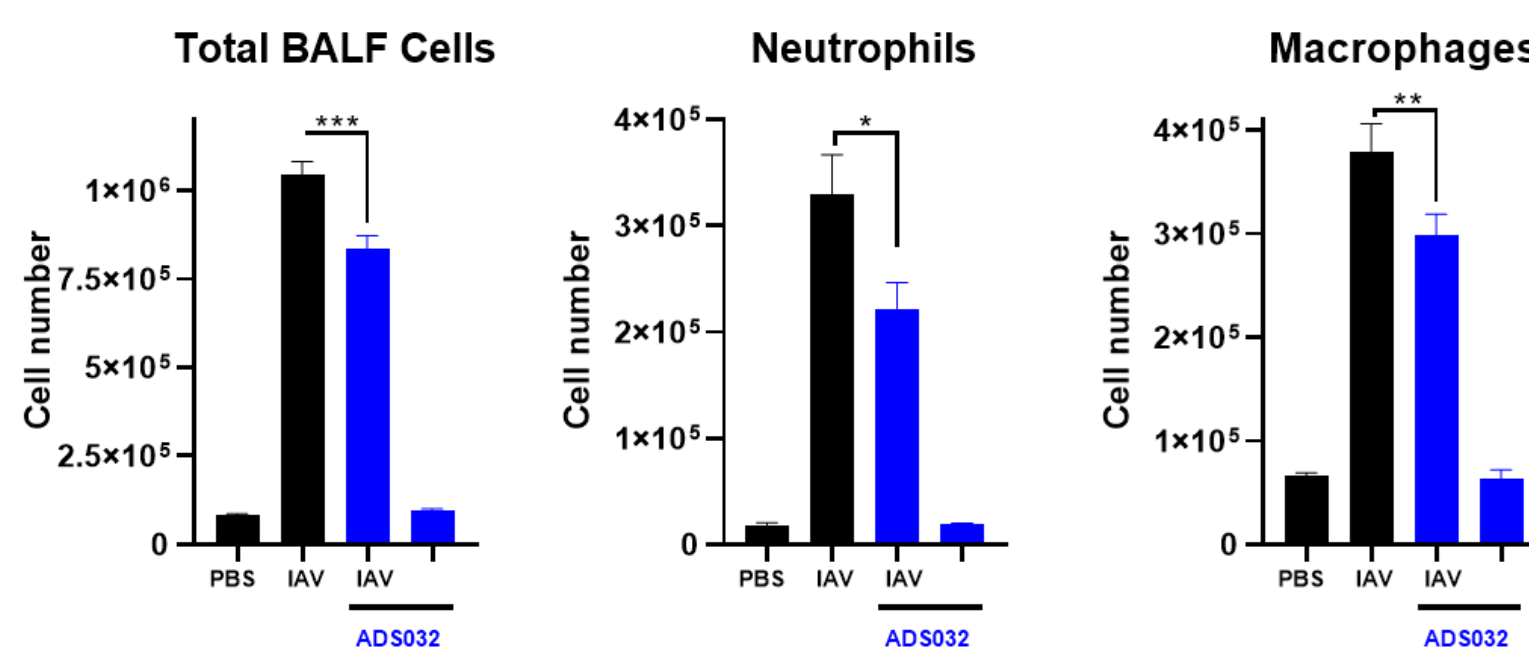 Total BALF Cells
***
1×10⁶
7.5×10⁵
5×10⁵
2.5×10⁵
0
Cell number
PBS IAV IAV
ADS032
Neutrophils
*
4×10⁵
3×10⁵
2×10⁵
1×10⁵
0
Cell number
PBS IAV IAV
ADS032
Macrophages
**
4×10⁵
3×10⁵
2×10⁵
1×10⁵
0
Cell number
PBS IAV IAV
ADS032